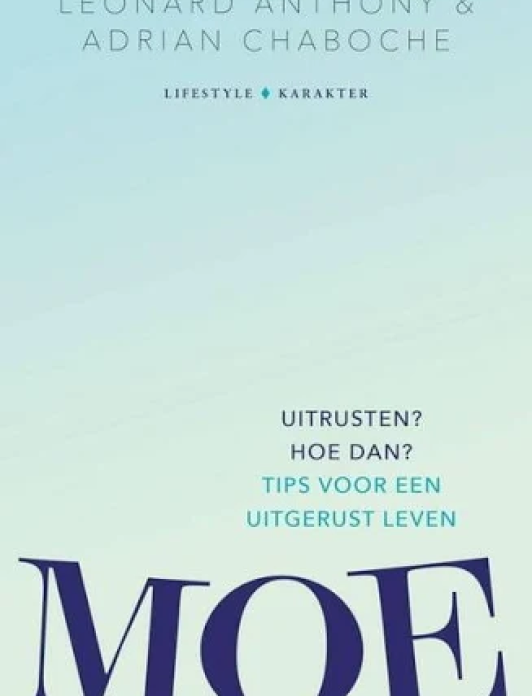 LEONARD ANTHONY &
ADRIAN CHABOCHE
LIFESTYLE ♦ KARAKTER
UITRUSTEN?
HOE DAN?
TIPS VOOR EEN
UITGERUST LEVEN
MOE